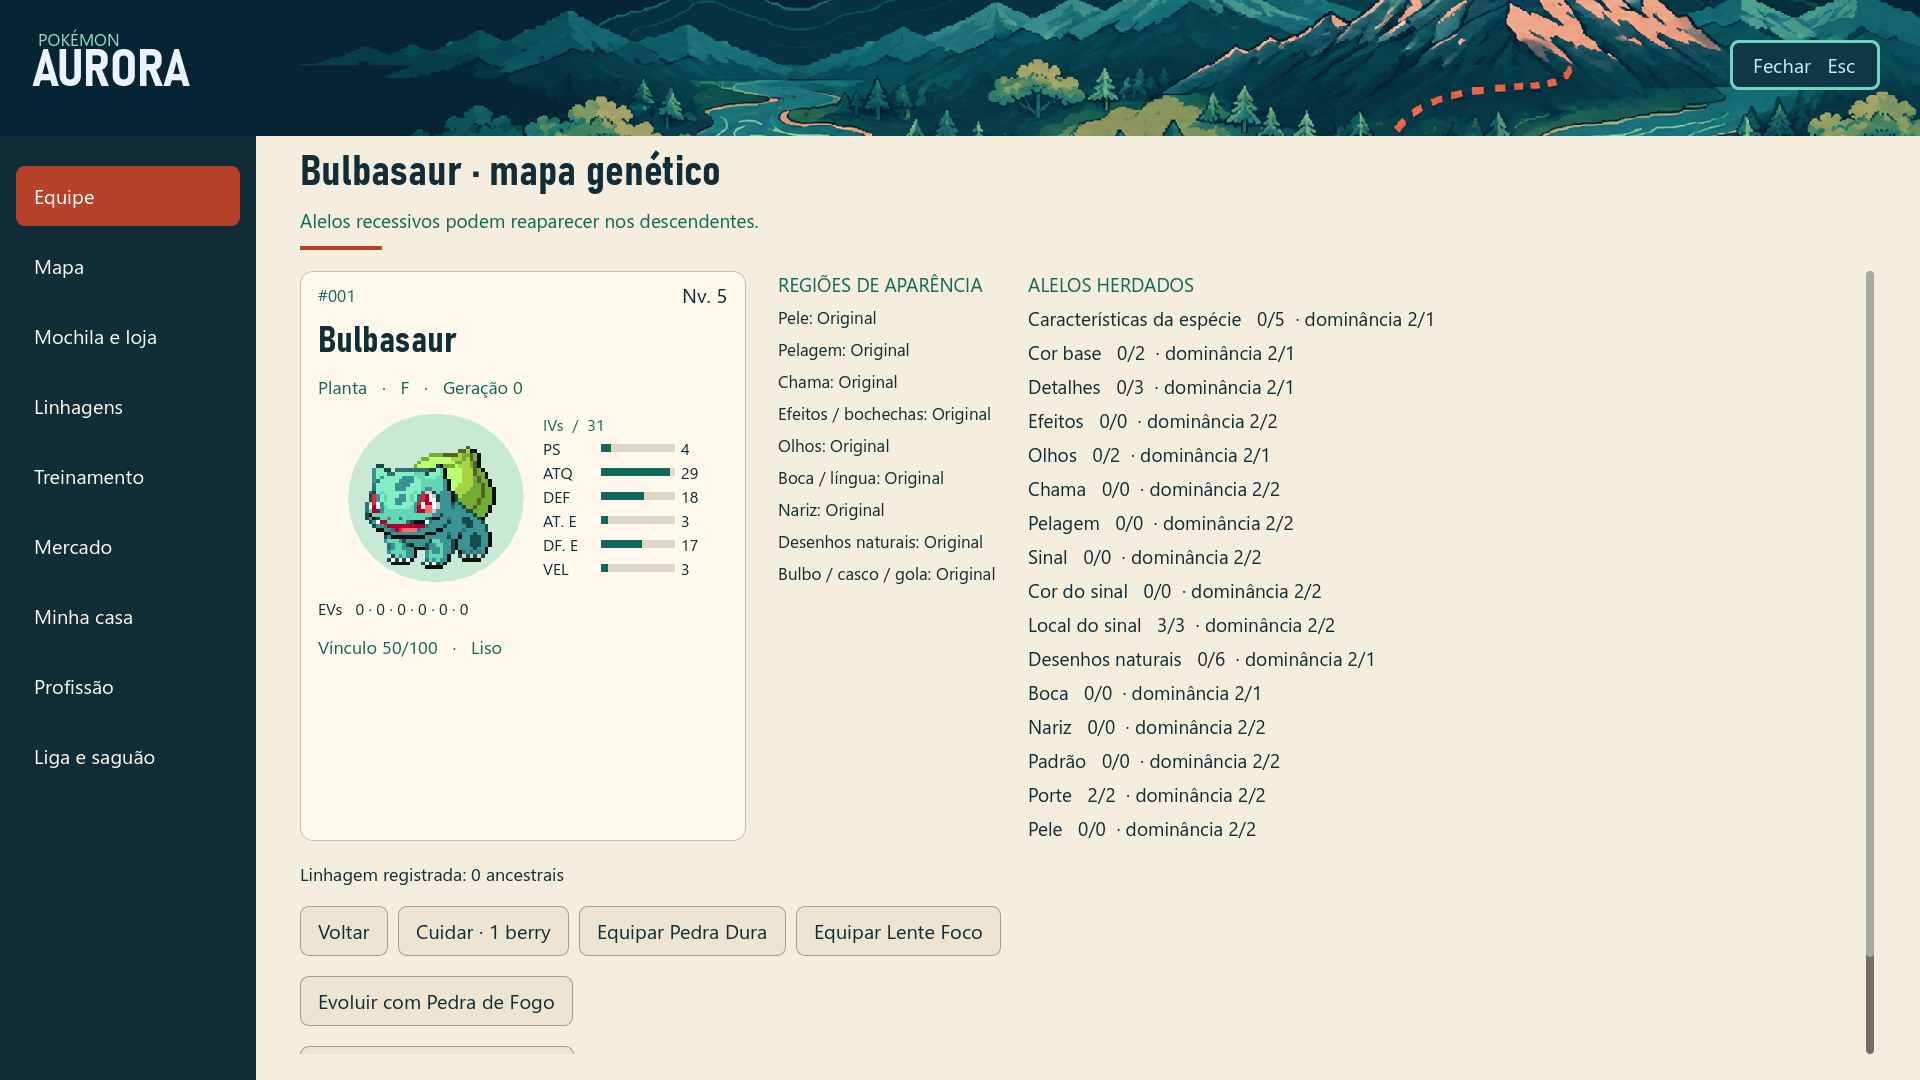 POKÉMON
AURORA
Fechar Esc
Equipe
Mapa
Mochila e loja
Linhagens
Treinamento
Mercado
Minha casa
Profissão
Liga e saguão
Bulbasaur · mapa genético
Alelos recessivos podem reaparecer nos descendentes.
#001 Nv. 5
Bulbasaur
Planta · F · Geração 0
IVs / 31
PS 4
ATQ 29
DEF 18
AT. E 3
DF. E 17
VEL 3
EVs 0 · 0 · 0 · 0 · 0 · 0
Vínculo 50/100 · Liso
REGIÕES DE APARÊNCIA
Pele: Original
Pelagem: Original
Chama: Original
Efeitos / bochechas: Original
Olhos: Original
Boca / língua: Original
Nariz: Original
Desenhos naturais: Original
Bulbo / casco / gola: Original
ALELOS HERDADOS
Características da espécie 0/5 · dominância 2/1
Cor base 0/2 · dominância 2/1
Detalhes 0/3 · dominância 2/1
Efeitos 0/0 · dominância 2/2
Olhos 0/2 · dominância 2/1
Chama 0/0 · dominância 2/2
Pelagem 0/0 · dominância 2/2
Sinal 0/0 · dominância 2/2
Cor do sinal 0/0 · dominância 2/2
Local do sinal 3/3 · dominância 2/2
Desenhos naturais 0/6 · dominância 2/1
Boca 0/0 · dominância 2/1
Nariz 0/0 · dominância 2/2
Padrão 0/0 · dominância 2/2
Porte 2/2 · dominância 2/2
Pele 0/0 · dominância 2/2
Linhagem registrada: 0 ancestrais
Voltar
Cuidar · 1 berry
Equipar Pedra Dura
Equipar Lente Foco
Evoluir com Pedra de Fogo